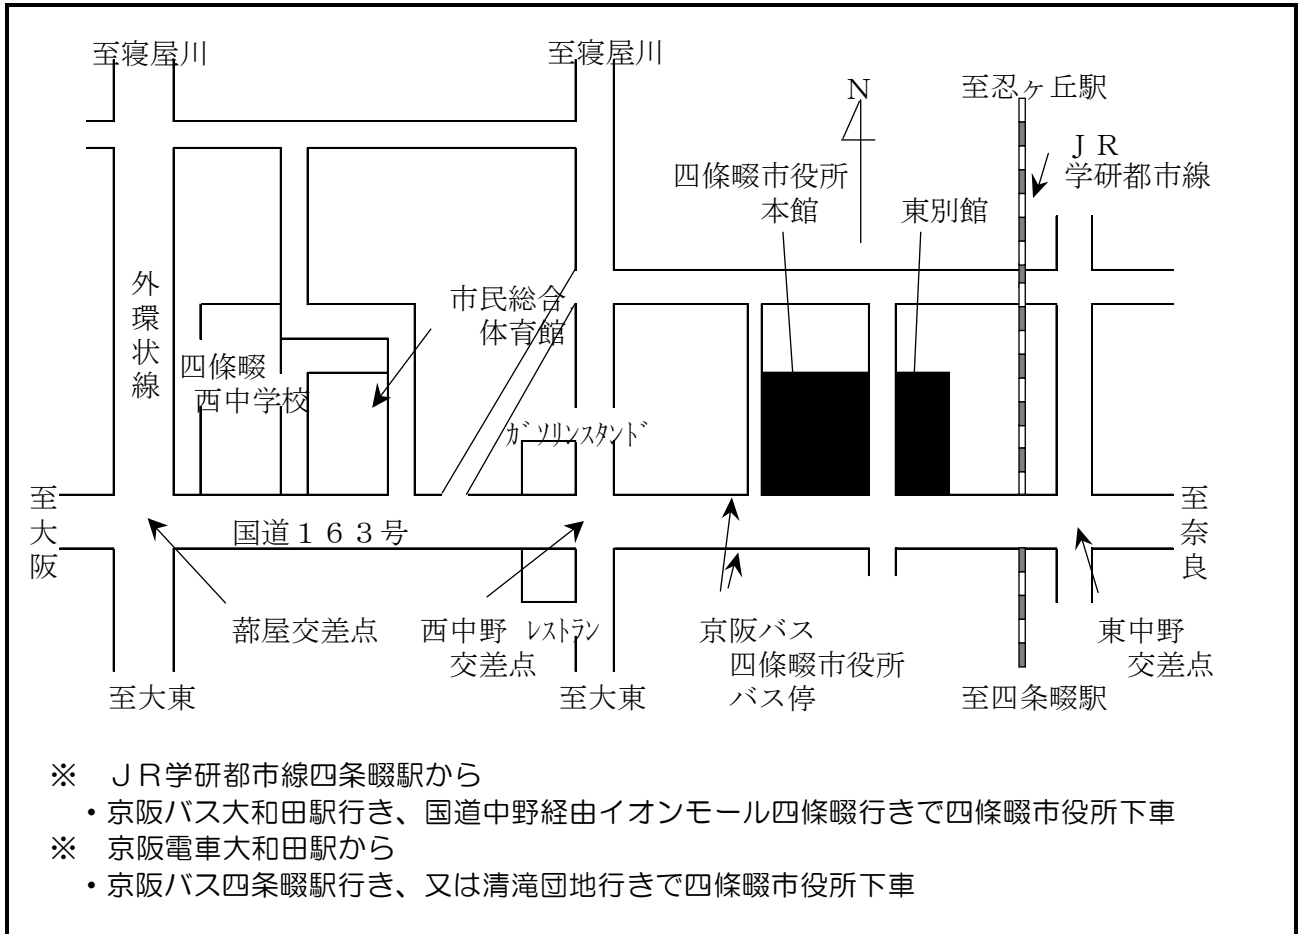 至寝屋川
至寝屋川
N
至忍ヶ丘駅
ＪＲ
学研都市線
四條畷市役所
本館
東別館
外環状線
市民総合
体育館
四條畷
西中学校
ｶﾞｿﾘﾝｽﾀﾝﾄﾞ
至大阪
国道１６３号
至奈良
蔀屋交差点
西中野
交差点
ﾚｽﾄﾗﾝ
京阪バス
四條畷市役所
バス停
東中野
交差点
至大東
至大東
至四条畷駅
※　ＪＲ学研都市線四条畷駅から
・京阪バス大和田駅行き、国道中野経由イオンモール四條畷行きで四條畷市役所下車
※　京阪電車大和田駅から
・京阪バス四条畷駅行き、又は清滝団地行きで四條畷市役所下車